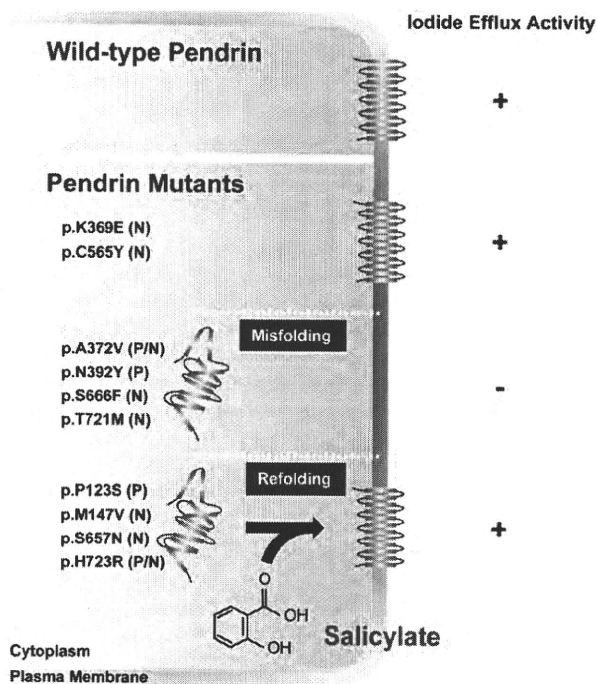 Iodide Efflux Activity
Wild-type Pendrin
+
Pendrin Mutants
p.K369E (N)
p.C565Y (N)
+
Misfolding
p.A372V (P/N)
p.N392Y (P)
p.S666F (N)
p.T721M (N)
-
Refolding
p.P123S (P)
p.M147V (N)
p.S657N (N)
p.H723R (P/N)
+
O
OH
OH
Salicylate
Cytoplasm
Plasma Membrane